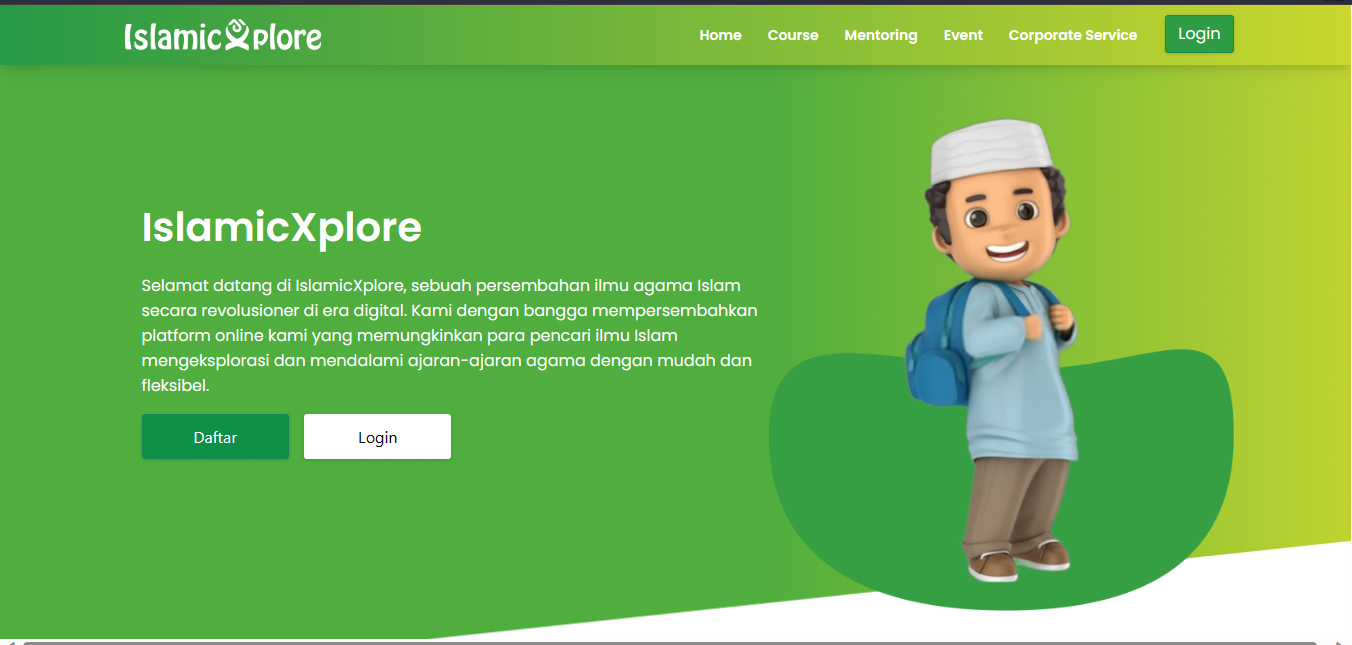 IslamicXplore
Home Course Mentoring Event Corporate Service Login
IslamicXplore
Selamat datang di IslamicXplore, sebuah persembahan ilmu agama Islam
secara revolusioner di era digital. Kami dengan bangga mempersembahkan
platform online kami yang memungkinkan para pencari ilmu Islam
mengeksplorasi dan mendalami ajaran-ajaran agama dengan mudah dan
fleksibel.
Daftar Login